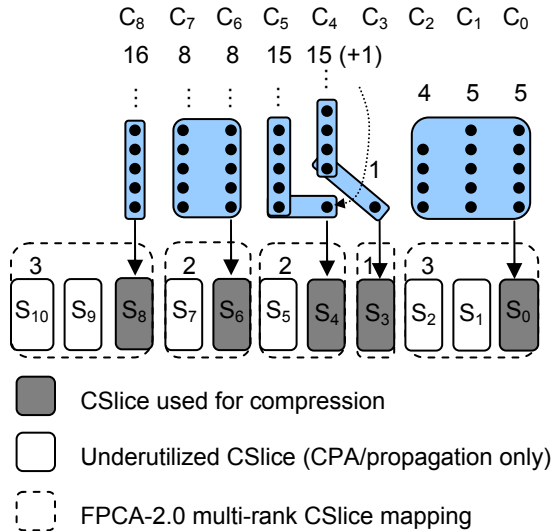 C8 C7 C6 C5 C4 C3 C2 C1 C0
16 8 8 15 15 (+1)
4 5 5
1
3 2 2 1 3
S10 S9 S8 S7 S6 S5 S4 S3 S2 S1 S0
CSlice used for compression
Underutilized CSlice (CPA/propagation only)
FPCA-2.0 multi-rank CSlice mapping